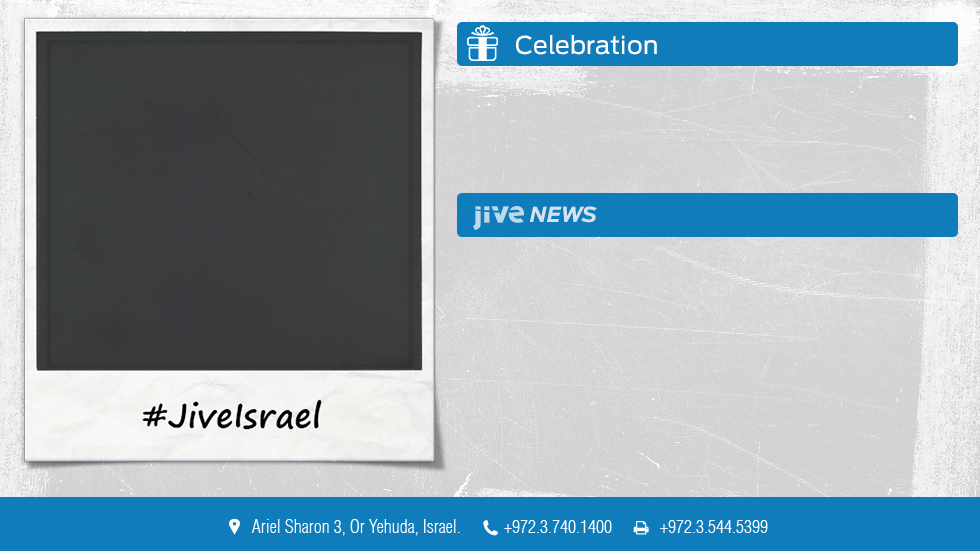 Celebration
jive NEWS
#JiveIsrael
Ariel Sharon 3, Or Yehuda, Israel. +972.3.740.1400 +972.3.544.5399